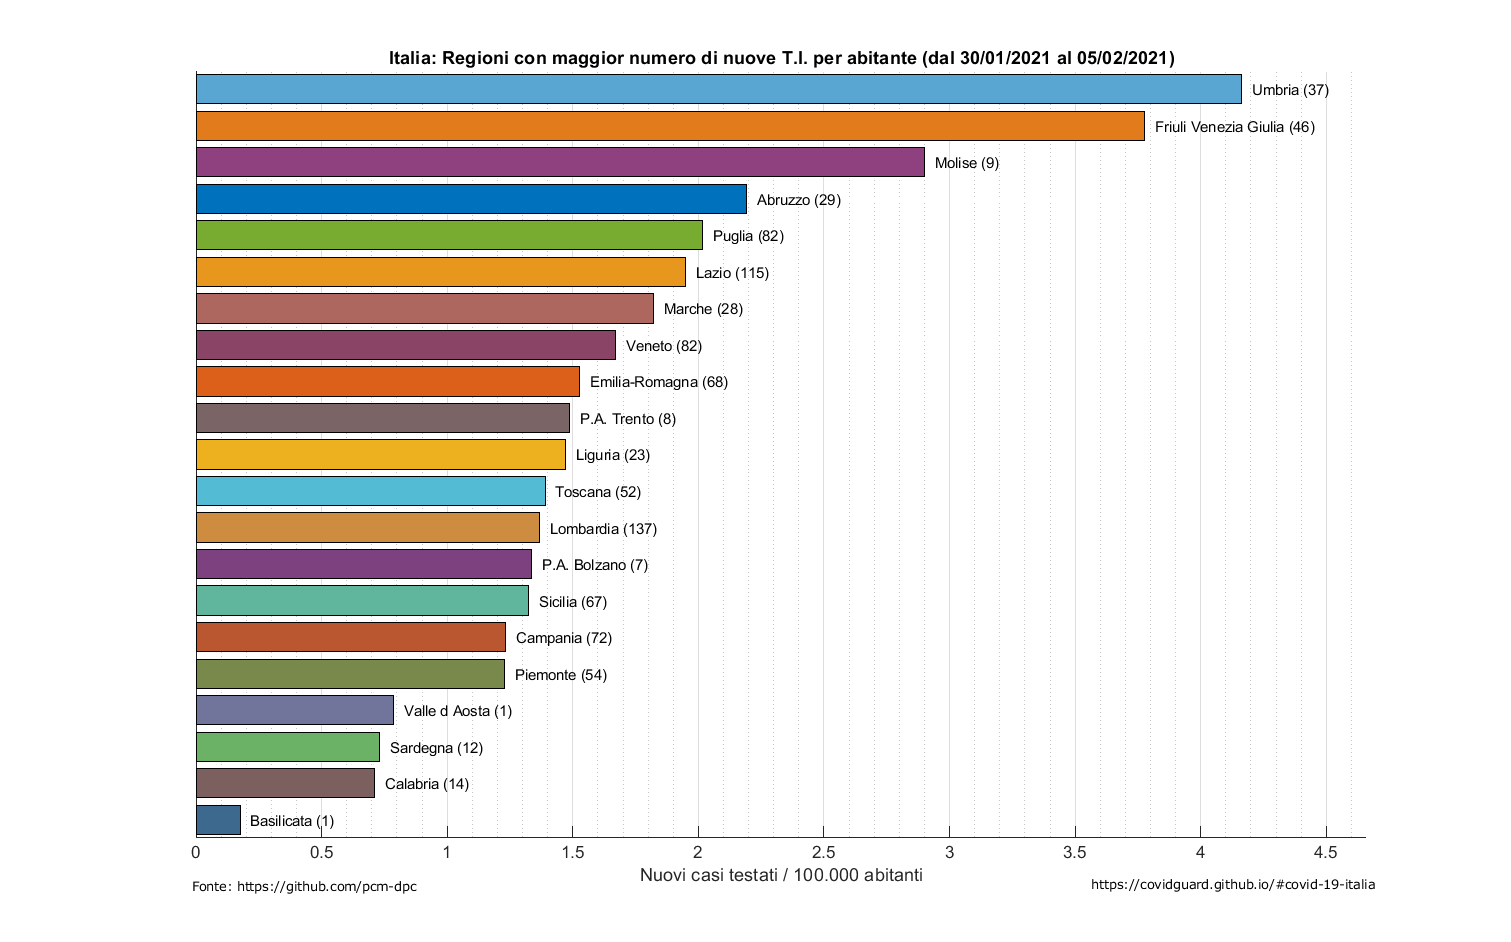 Italia: Regioni con maggior numero di nuove T.I. per abitante (dal 30/01/2021 al 05/02/2021)
Umbria (37)
Friuli Venezia Giulia (46)
Molise (9)
Abruzzo (29)
Puglia (82)
Lazio (115)
Marche (28)
Veneto (82)
Emilia-Romagna (68)
P.A. Trento (8)
Liguria (23)
Toscana (52)
Lombardia (137)
P.A. Bolzano (7)
Sicilia (67)
Campania (72)
Piemonte (54)
Valle d Aosta (1)
Sardegna (12)
Calabria (14)
Basilicata (1)
0 0.5 1 1.5 2 2.5 3 3.5 4 4.5
Nuovi casi testati / 100.000 abitanti
Fonte: https://github.com/pcm-dpc
https://covidguard.github.io/#covid-19-italia